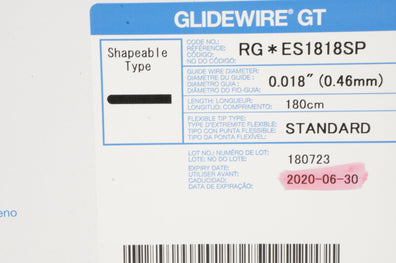 GLIDEWIRE® GT
Shapeable
Type
CODE NO.:
RÉFÉRENCE:
CÓDIGO:
NO DO CÓDIGO:
RG*ES1818SP
GUIDE WIRE DIAMETER:
DIAMÈTRE DU GUIDE:
DIÁMETRO GUIA:
DIÂMETRO DO FIO-GUIA:
0.018" (0.46mm)
LENGTH: LONGUEUR:
LONGITUD: COMPRIMENTO:
180cm
FLEXIBLE TIP TYPE:
TYPE D'EXTRÉMITÉ FLEXIBLE:
TIPO CON PUNTA FLESSIBILE:
TIPO DA PONTA FLEXÍVEL:
STANDARD
LOT NO.: NUMÉRO DE LOT:
LOTE: NO DO LOTE:
180723
EXPIRY DATE:
UTILISER AVANT:
CADUCIDAD:
DATA DE EXPIRAÇÃO:
2020-06-30
eno